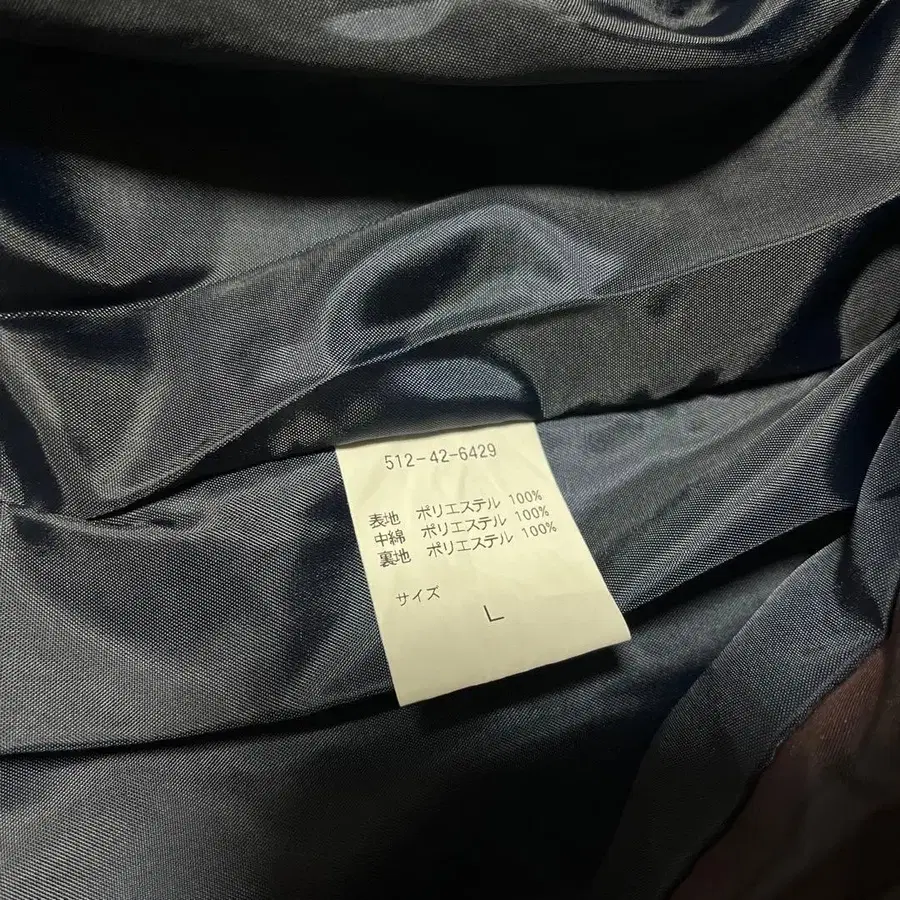 512-42-6429
表地 ポリエステル 100%
中綿 ポリエステル 100%
裏地 ポリエステル 100%
サイズ
L